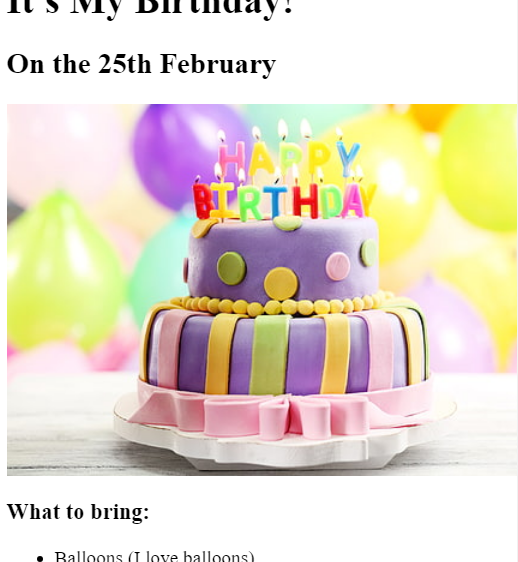 It's My Birthday!
On the 25th February
HAPPY
BIRTHDAY
What to bring:
Balloons (I love balloons)